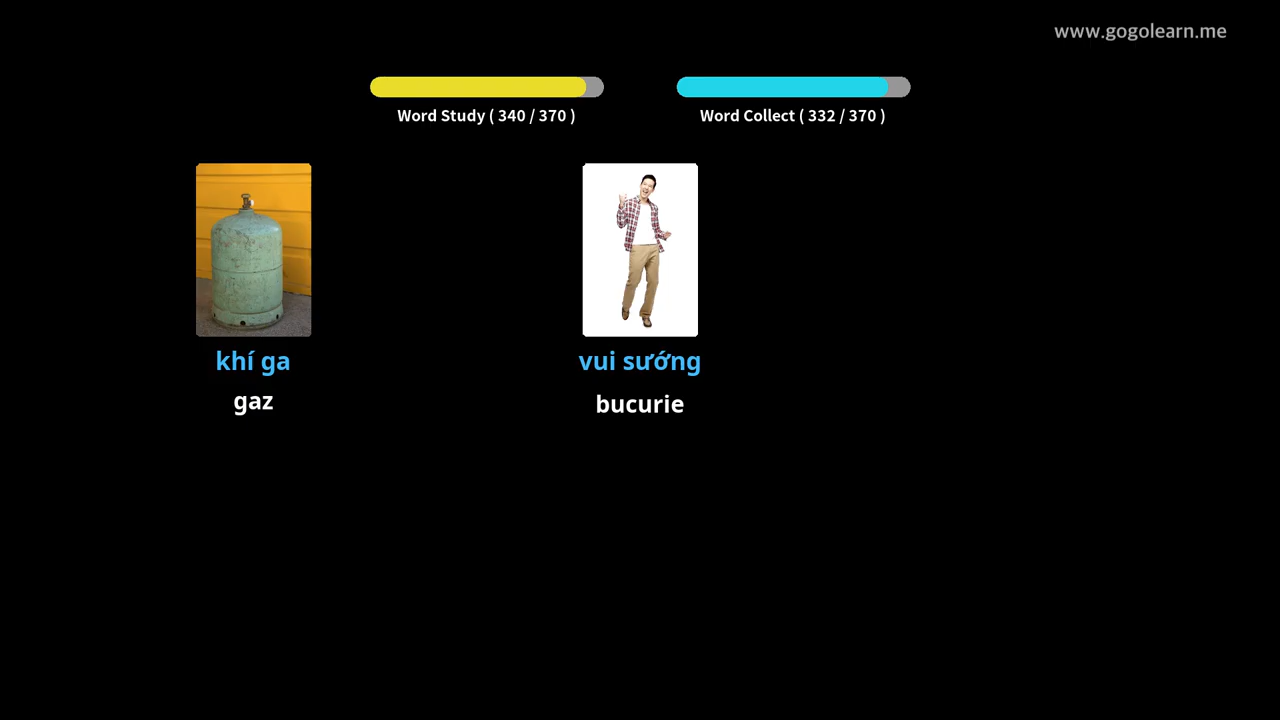 www.gogolearn.me
Word Study ( 340 / 370 )
Word Collect ( 332 / 370 )
khí ga
vui sướng
gaz
bucurie